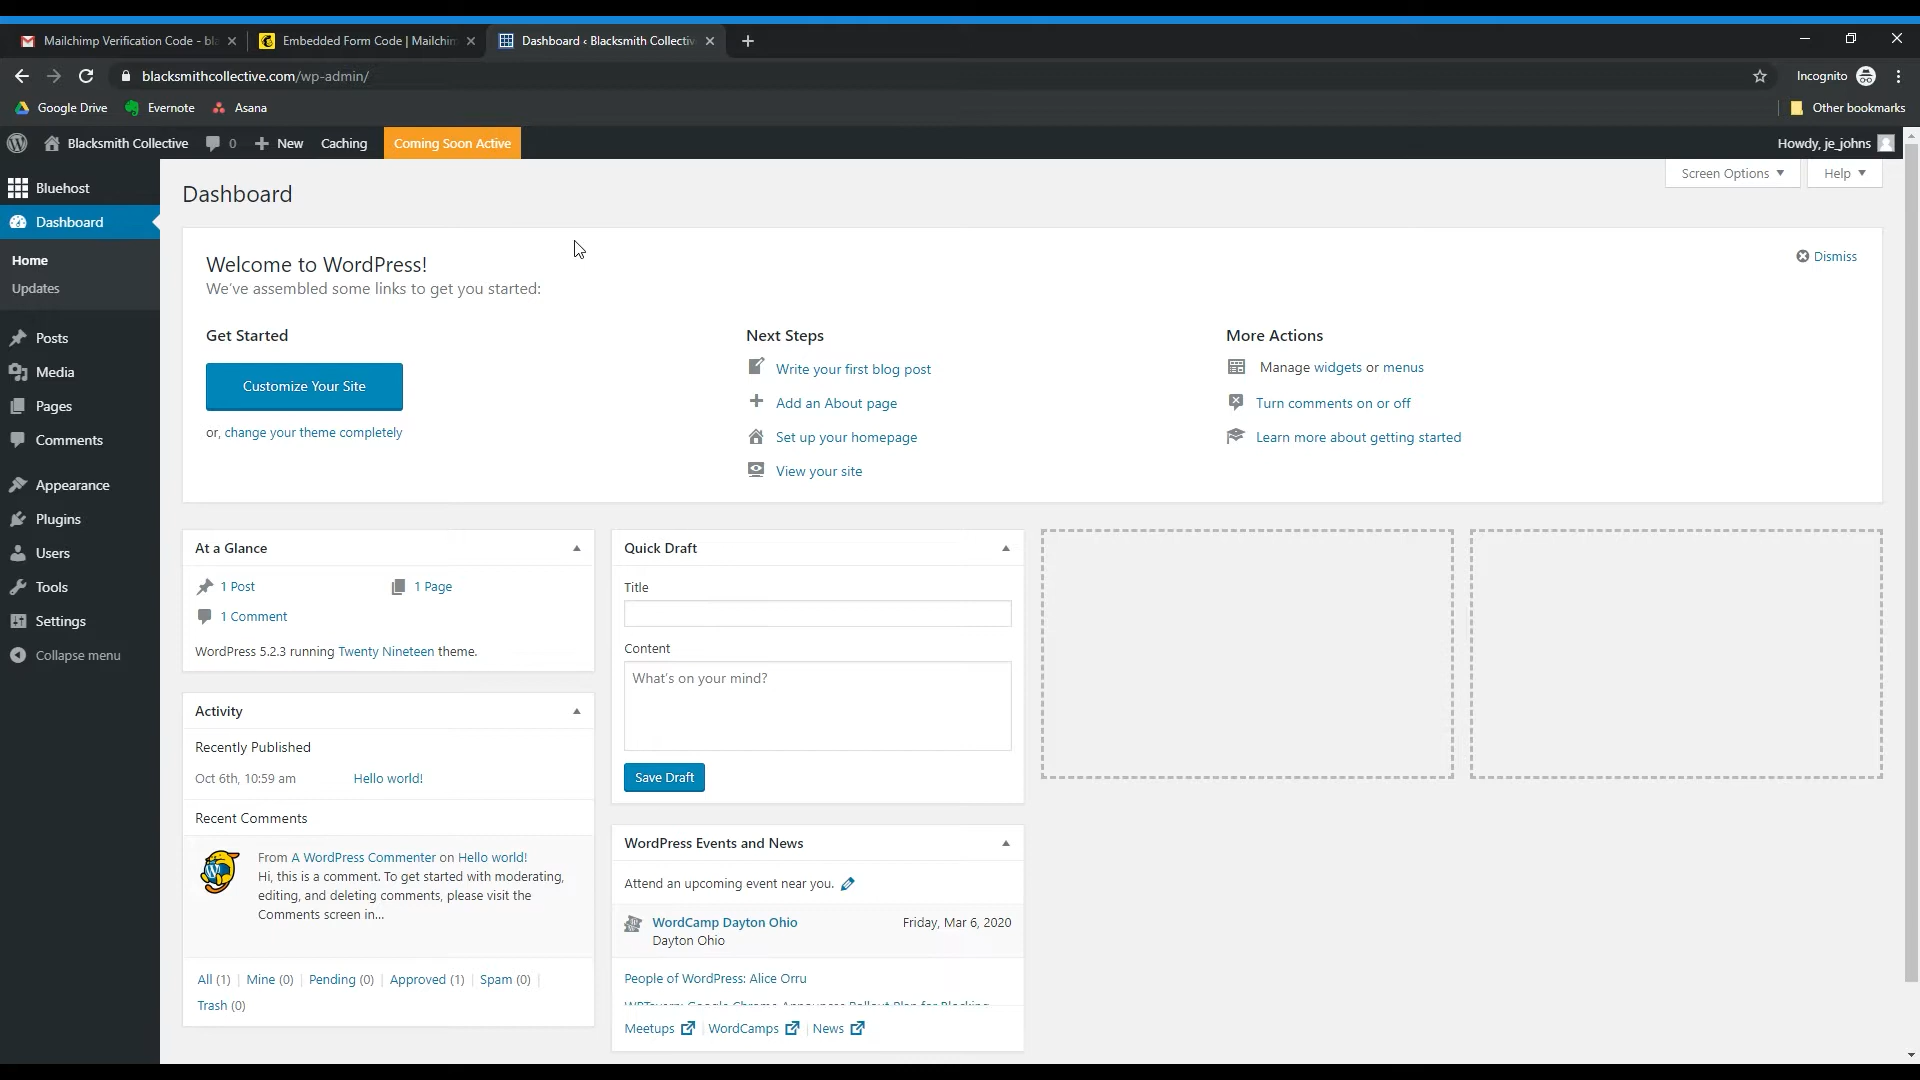 Mailchimp Verification Code - bla
Embedded Form Code | Mailchim
Dashboard ‹ Blacksmith Collectiv
blacksmithcollective.com/wp-admin/
Incognito
Google Drive
Evernote
Asana
Other bookmarks
Blacksmith Collective
0
New
Caching
Coming Soon Active
Howdy, je_johns
Bluehost
Dashboard
Home
Updates
Posts
Media
Pages
Comments
Appearance
Plugins
Users
Tools
Settings
Collapse menu
Dashboard
Screen Options
Help
Welcome to WordPress!
We've assembled some links to get you started:
Dismiss
Get Started
Customize Your Site
or, change your theme completely
Next Steps
Write your first blog post
Add an About page
Set up your homepage
View your site
More Actions
Manage widgets or menus
Turn comments on or off
Learn more about getting started
At a Glance
1 Post
1 Page
1 Comment
WordPress 5.2.3 running Twenty Nineteen theme.
Activity
Recently Published
Oct 6th, 10:59 am
Hello world!
Recent Comments
From A WordPress Commenter on Hello world!
Hi, this is a comment. To get started with moderating,
editing, and deleting comments, please visit the
Comments screen in...
All (1) | Mine (0) | Pending (0) | Approved (1) | Spam (0) |
Trash (0)
Quick Draft
Title
Content
What's on your mind?
Save Draft
WordPress Events and News
Attend an upcoming event near you.
WordCamp Dayton Ohio
Friday, Mar 6, 2020
Dayton Ohio
People of WordPress: Alice Orru
WPTavern: Google Chrome Announces Rollout Plan for Blocking
Meetups | WordCamps | News